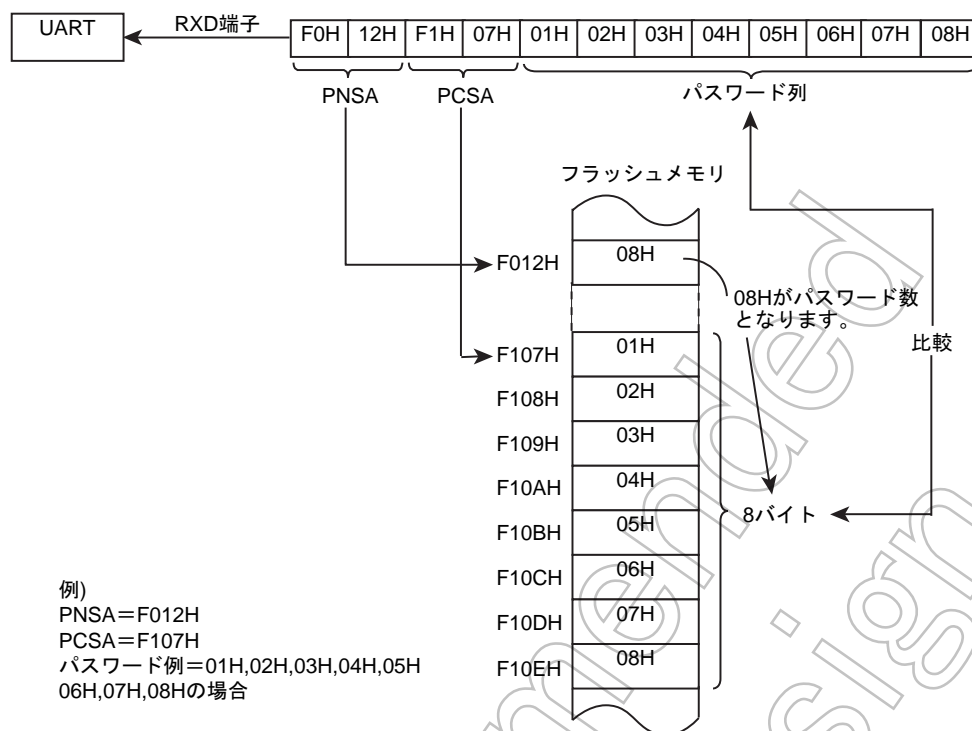 UART
RXD端子
F0H 12H F1H 07H 01H 02H 03H 04H 05H 06H 07H 08H
PNSA
PCSA
パスワード列
フラッシュメモリ
F012H
08H
08Hがパスワード数
となります。
比較
F107H
01H
F108H
02H
F109H
03H
F10AH
04H
8バイト
F10BH
05H
F10CH
06H
F10DH
07H
F10EH
08H
例)
PNSA=F012H
PCSA=F107H
パスワード例=01H,02H,03H,04H,05H
06H,07H,08Hの場合
mended
sign